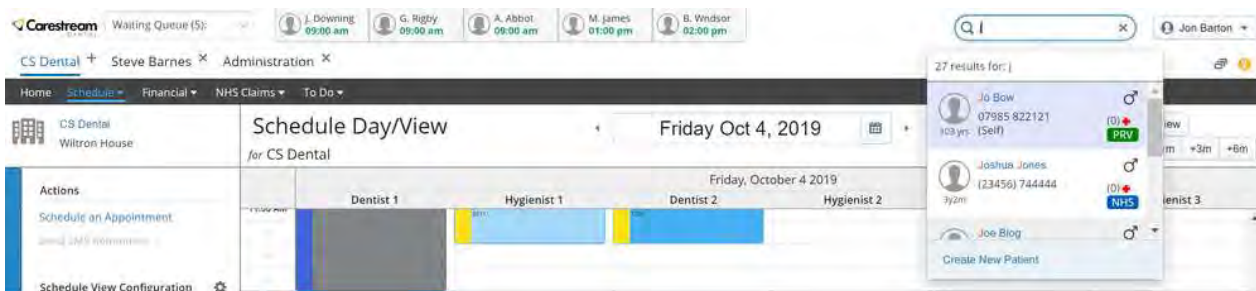 Carestream Waiting Queue (5):
DENTAL
J. Downing
09:00 am
G. Rigby
09:00 am
A. Abbot
09:00 am
M. James
01:00 pm
B. Wndsor
02:00 pm
j
Jon Barton
CS Dental + Steve Barnes × Administration ×
27 results for: j
Home Schedule Financial NHS Claims To Do
CS Dental
Wiltron House
Schedule Day/View
for CS Dental
Friday Oct 4, 2019
Jo Bow
07985 822121
103 yrs (Self)
(0)
PRV
Joshua Jones
(23456) 744444
3y2m
(0)
NHS
Joe Blog
Create New Patient
iew
m +3m +6m
Friday, October 4 2019
Dentist 1 Hygienist 1 Dentist 2 Hygienist 2 ienist 3
Actions
Schedule an Appointment
Send SMS Reminders
Schedule View Configuration